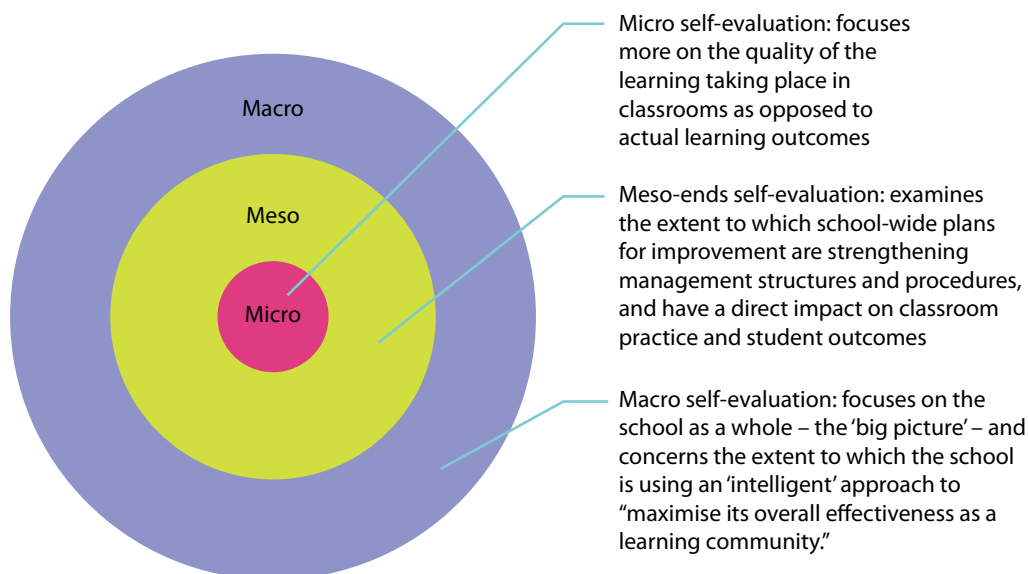 Macro
Meso
Micro
Micro self-evaluation: focuses
more on the quality of the
learning taking place in
classrooms as opposed to
actual learning outcomes
Meso-ends self-evaluation: examines
the extent to which school-wide plans
for improvement are strengthening
management structures and procedures,
and have a direct impact on classroom
practice and student outcomes
Macro self-evaluation: focuses on the
school as a whole – the ‘big picture’ – and
concerns the extent to which the school
is using an ‘intelligent’ approach to
“maximise its overall effectiveness as a
learning community.”